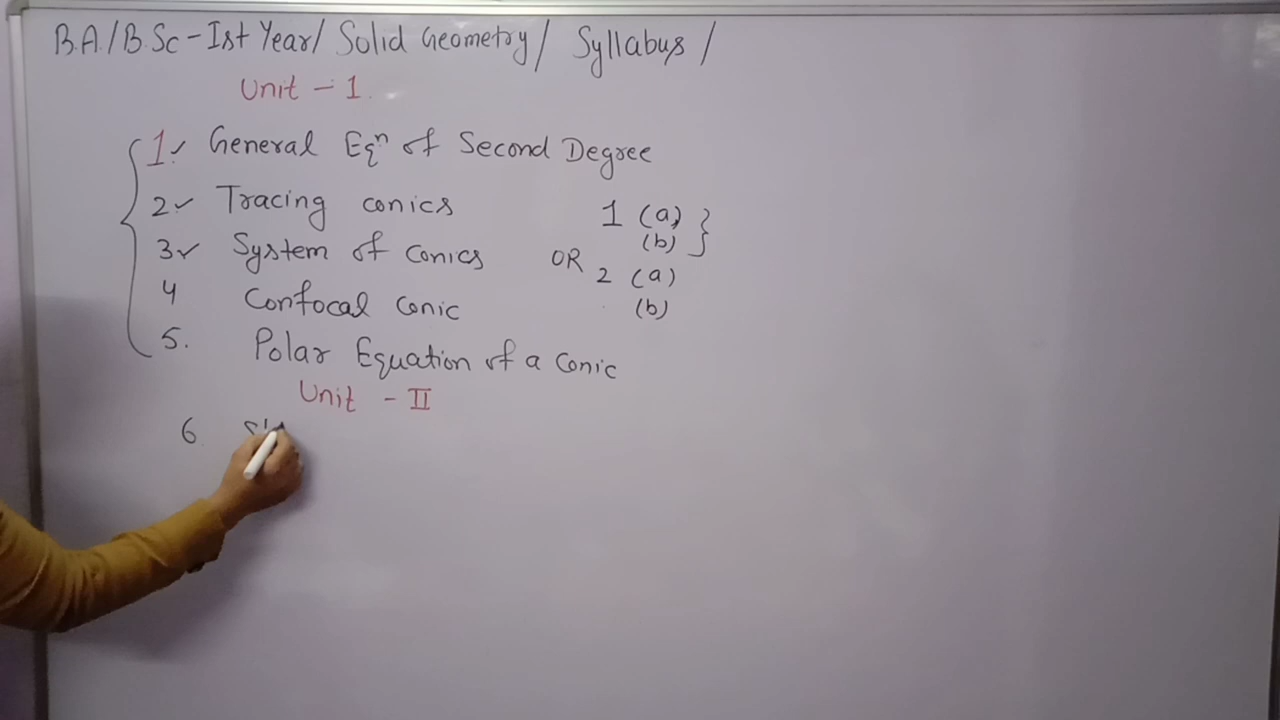 B.A./B.Sc-Ist Year/ Solid Geometry/ Syllabus /
Unit - 1.
1. ✓ General Eqⁿ of Second Degree
2 ✓ Tracing conics
3 ✓ System of Conics
4 Confocal Conic
5. Polar Equation of a Conic
1 (a)
(b)
OR 2 (a)
(b)
Unit - II
6.